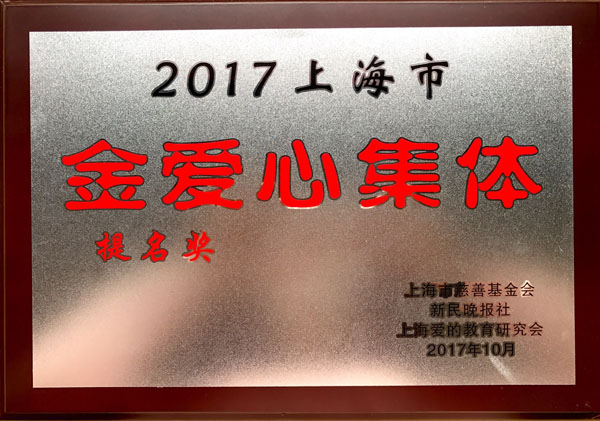 2017上海市
金爱心集体
提名奖
上海市慈善基金会
新民晚报社
上海爱的教育研究会
2017年10月